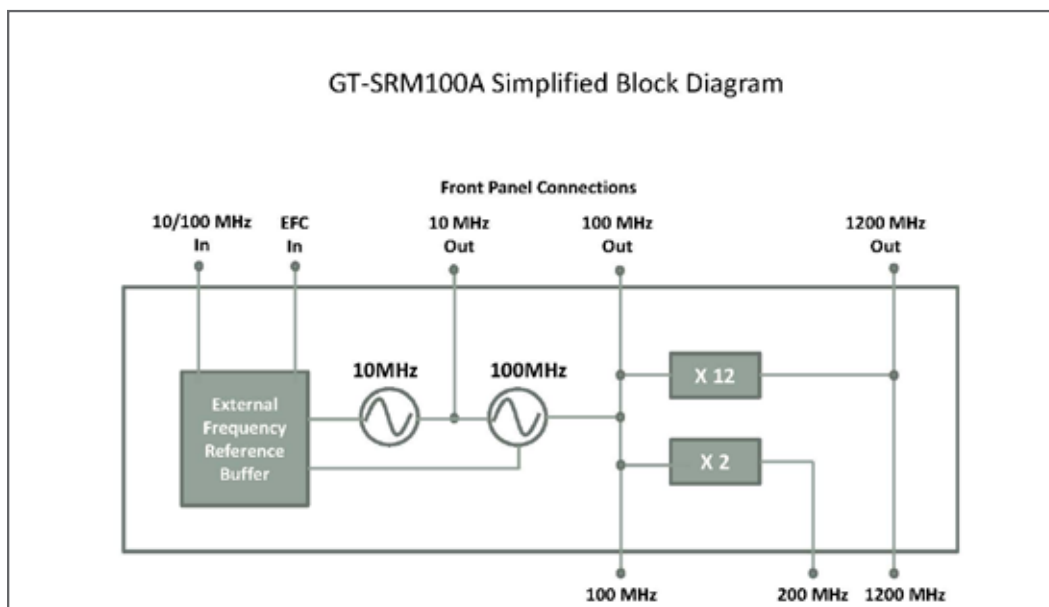 GT-SRM100A Simplified Block Diagram
Front Panel Connections
10/100 MHz
In
EFC
In
10 MHz
Out
100 MHz
Out
1200 MHz
Out
10MHz
100MHz
External
Frequency
Reference
Buffer
X 12
X 2
100 MHz
200 MHz
1200 MHz